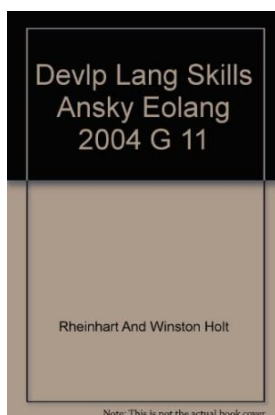 Devlp Lang Skills
Ansky Eolang
2004 G 11
Rheinhart And Winston Holt
Note: This is not the actual book cover